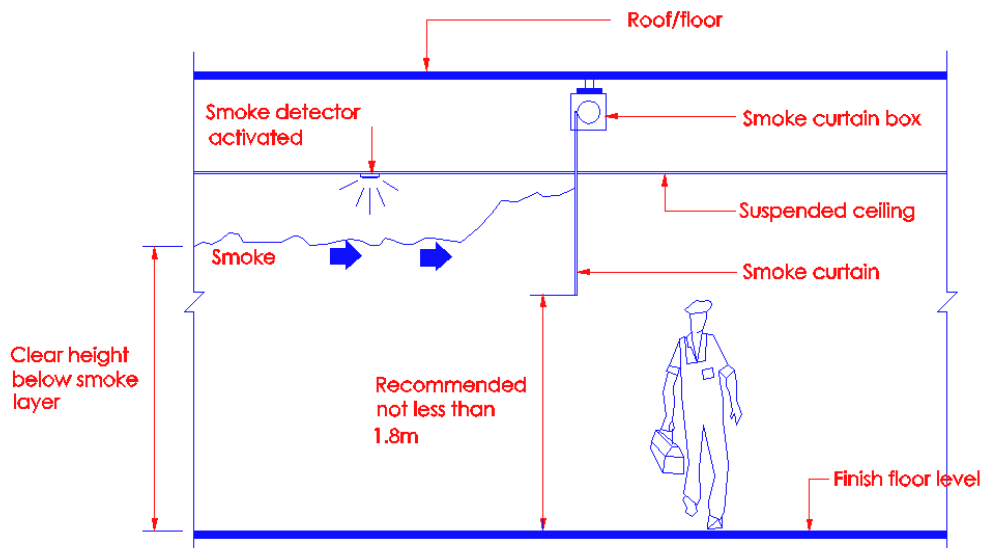 Roof/floor
Smoke detector
activated
Smoke curtain box
Suspended ceiling
Smoke
Smoke curtain
Clear height
below smoke
layer
Recommended
not less than
1.8m
Finish floor level